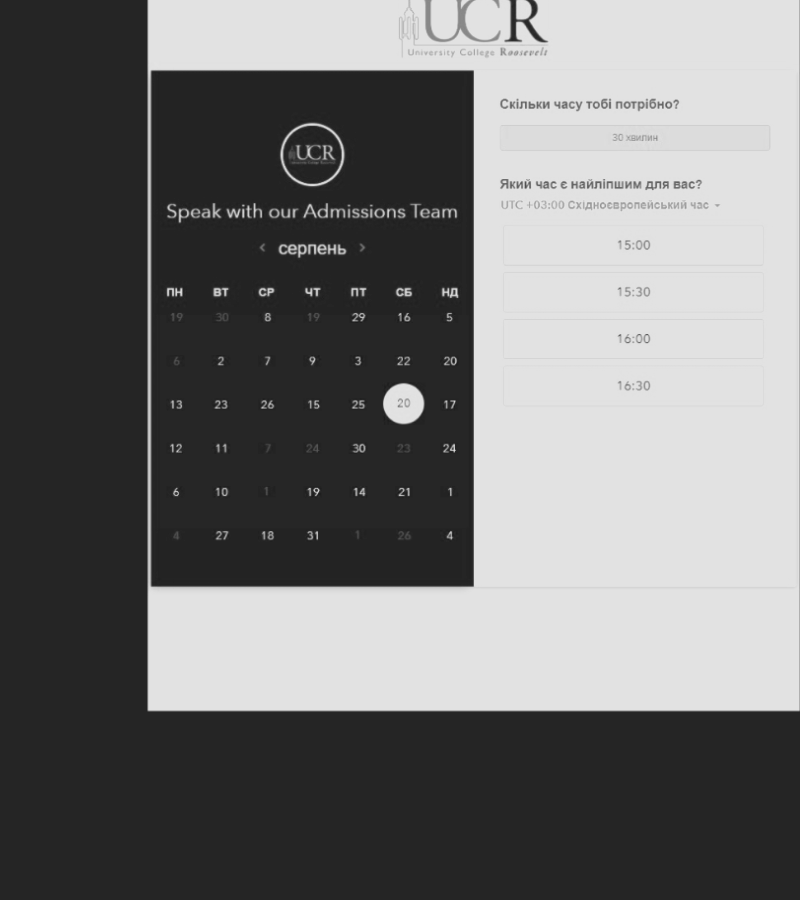 UCR
University College Roosevelt
UCR
Speak with our Admissions Team
< серпень >
ПН ВТ СР ЧТ ПТ СБ НД
19 30 8 19 29 16 5
6 2 7 9 3 22 20
13 23 26 15 25 20 17
12 11 7 24 30 23 24
6 10 1 19 14 21 1
4 27 18 31 1 26 4
Скільки часу тобі потрібно?
30 хвилин
Який час є найліпшим для вас?
UTC +03:00 Східноєвропейський час
15:00
15:30
16:00
16:30